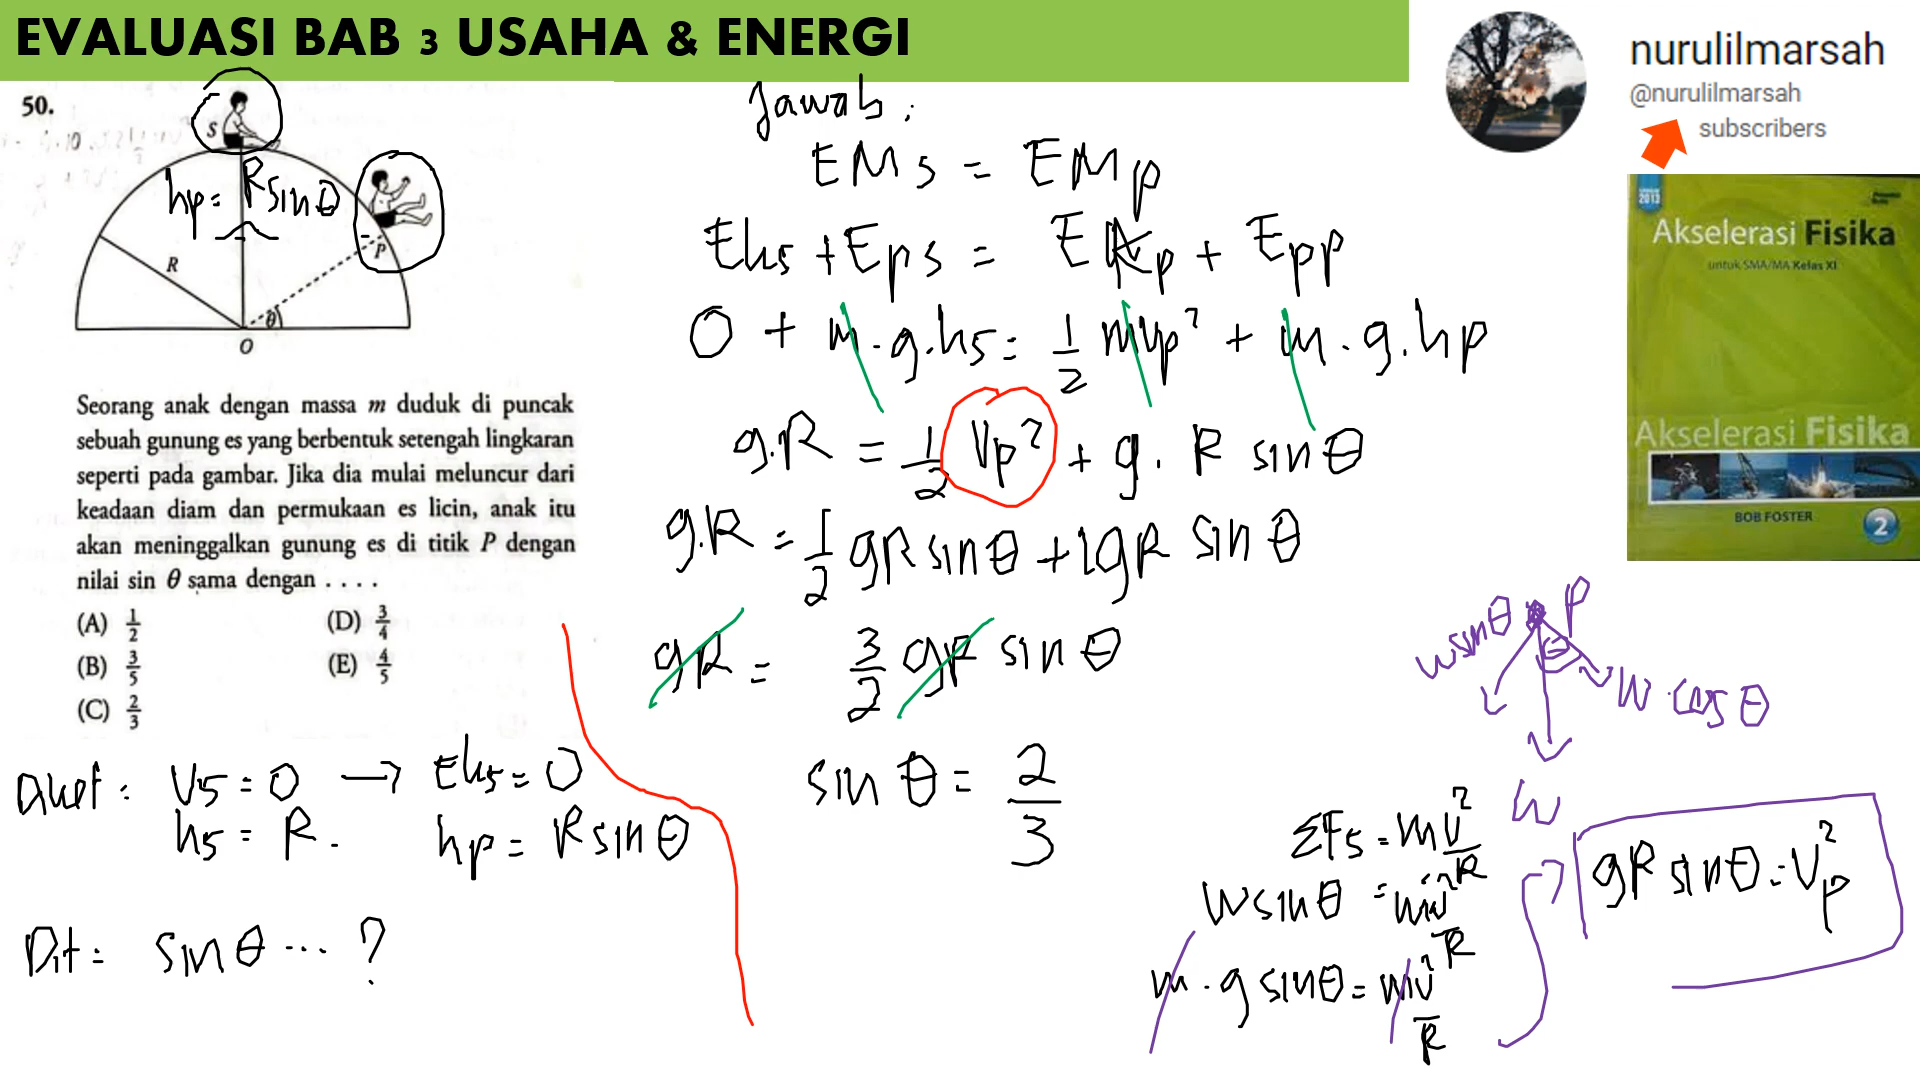 EVALUASI BAB 3 USAHA & ENERGI
nurulilmarsah
@nurulilmarsah
subscribers
50.
S
hp = R sin θ
P
R
θ
O
Seorang anak dengan massa m duduk di puncak
sebuah gunung es yang berbentuk setengah lingkaran
seperti pada gambar. Jika dia mulai meluncur dari
keadaan diam dan permukaan es licin, anak itu
akan meninggalkan gunung es di titik P dengan
nilai sin θ sama dengan . . . .
(A) 1/2
(B) 3/5
(C) 2/3
(D) 3/4
(E) 4/5
Diket : Vs = 0 → Eks = 0
hs = R. hp = R sin θ
Dit = sin θ ... ?
Jawab :
EMs = EMp
Eks + Eps = EKp + Epp
0 + m . g . hs = 1/2 mvp² + m . g . hp
g.R = 1/2 Vp² + g . R sin θ
g.R = 1/2 gR sin θ + 1gR sin θ
gR = 3/2 gR sin θ
sin θ = 2/3
2013
Akselerasi Fisika
untuk SMA/MA Kelas XI
Akselerasi Fisika
BOB FOSTER
2
W sin θ
P
θ
W . cos θ
W
ΣFs = mv²/R
W sin θ = mv²/R
m . g sin θ = mv²/R
gR sin θ = Vp²